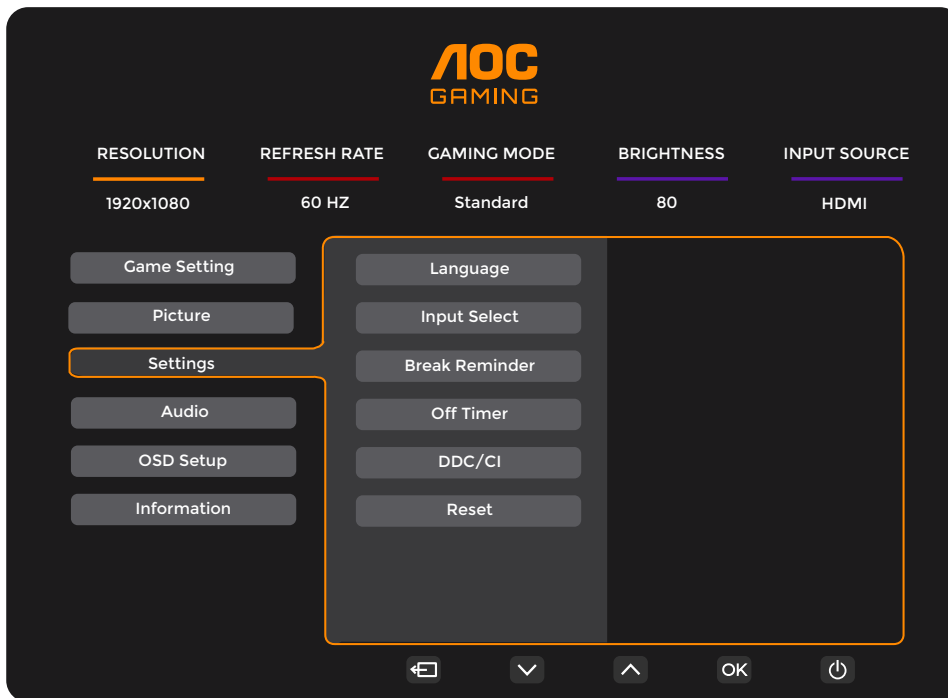 AOC
GAMING
RESOLUTION REFRESH RATE GAMING MODE BRIGHTNESS INPUT SOURCE
1920x1080 60 HZ Standard 80 HDMI
Game Setting
Picture
Settings
Audio
OSD Setup
Information
Language
Input Select
Break Reminder
Off Timer
DDC/CI
Reset
OK